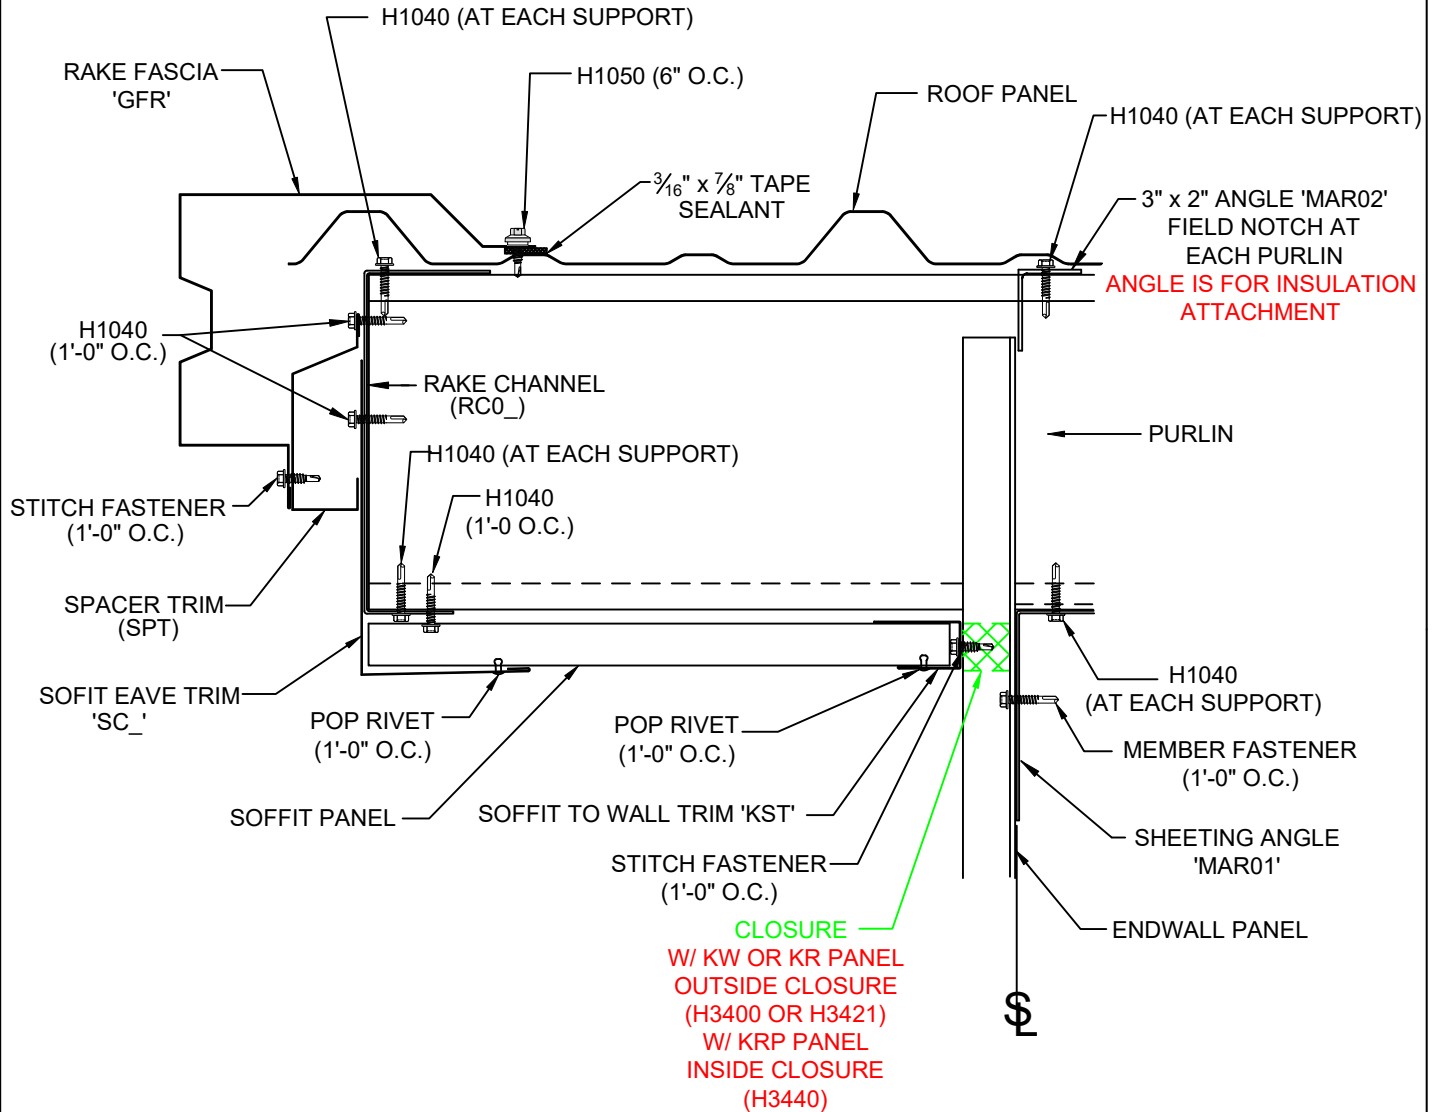 H1040 (AT EACH SUPPORT)
RAKE FASCIA
'GFR'
H1050 (6" O.C.)
ROOF PANEL
H1040 (AT EACH SUPPORT)
3/16" x 7/8" TAPE
SEALANT
3" x 2" ANGLE 'MAR02'
FIELD NOTCH AT
EACH PURLIN
ANGLE IS FOR INSULATION
ATTACHMENT
H1040
(1'-0" O.C.)
RAKE CHANNEL
(RC0_)
PURLIN
H1040 (AT EACH SUPPORT)
H1040
(1'-0 O.C.)
STITCH FASTENER
(1'-0" O.C.)
SPACER TRIM
(SPT)
SOFIT EAVE TRIM
'SC_'
POP RIVET
(1'-0" O.C.)
POP RIVET
(1'-0" O.C.)
H1040
(AT EACH SUPPORT)
MEMBER FASTENER
(1'-0" O.C.)
SOFFIT PANEL
SOFFIT TO WALL TRIM 'KST'
SHEETING ANGLE
'MAR01'
STITCH FASTENER
(1'-0" O.C.)
ENDWALL PANEL
CLOSURE
W/ KW OR KR PANEL
OUTSIDE CLOSURE
(H3400 OR H3421)
W/ KRP PANEL
INSIDE CLOSURE
(H3440)
SL